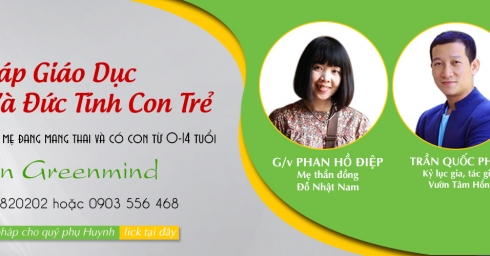 áp Giáo Dục
Và Đức Tính Con Trẻ
MẸ ĐANG MANG THAI VÀ CÓ CON TỪ 0-14 TUỔI
n Greenmind
820202 hoặc 0903 556 468
pháp cho quý phụ Huynh lick tại đây
G/v PHAN HỒ ĐIỆP
Mẹ thần đồng
Đỗ Nhật Nam
TRẦN QUỐC PH
Kỷ lục gia, tác gi
Vườn Tâm Hồn